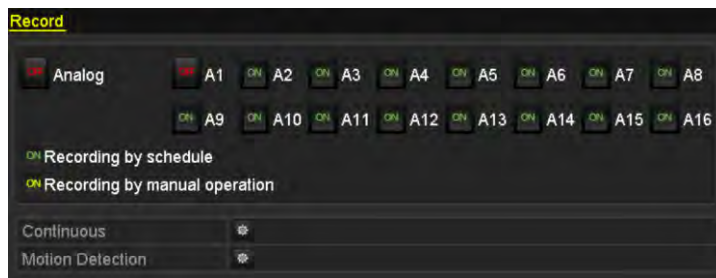 Record
OFF Analog OFF A1 ON A2 ON A3 ON A4 ON A5 ON A6 ON A7 ON A8
ON A9 ON A10 ON A11 ON A12 ON A13 ON A14 ON A15 ON A16
ON Recording by schedule
ON Recording by manual operation
Continuous
Motion Detection